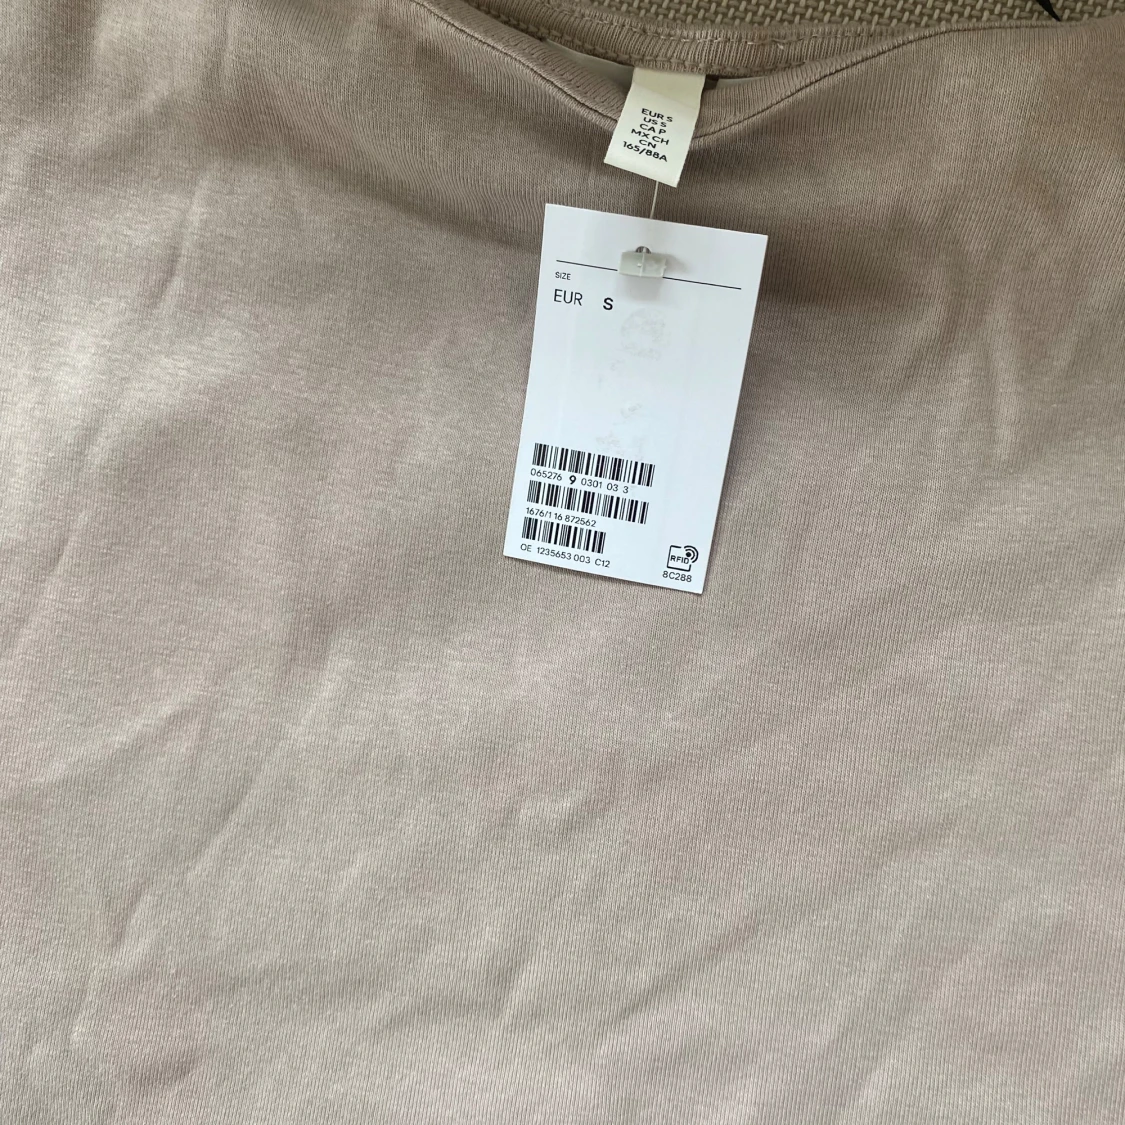 EUR S
US S
CA P
MX CH
CN
165/88A
SIZE
EUR S
065276 9 0301 03 3
1676/1 16 872562
OE 1235653 003 C12
RFID
8C288